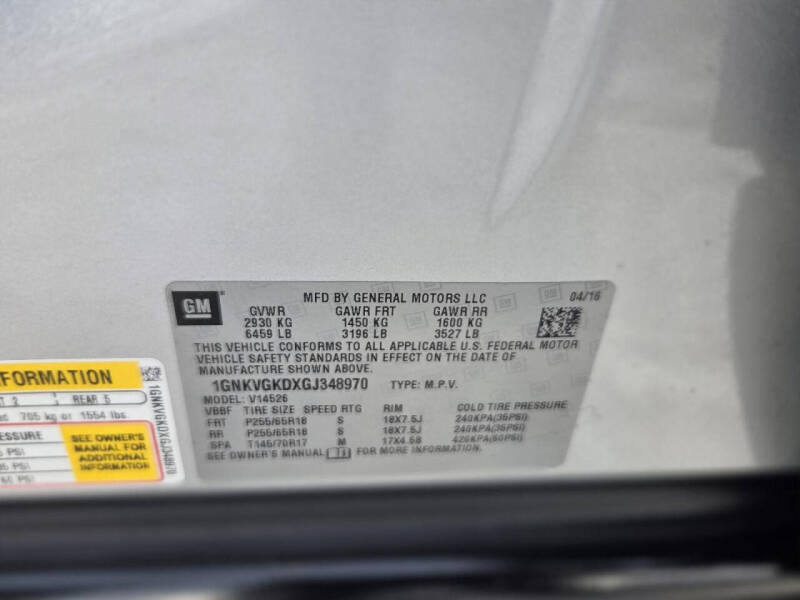 GM
MFD BY GENERAL MOTORS LLC
04/16
GVWR GAWR FRT GAWR RR
2930 KG 1450 KG 1600 KG
6459 LB 3196 LB 3527 LB
THIS VEHICLE CONFORMS TO ALL APPLICABLE U.S. FEDERAL MOTOR
VEHICLE SAFETY STANDARDS IN EFFECT ON THE DATE OF
MANUFACTURE SHOWN ABOVE.
1GNKVGKDXGJ348970 TYPE: M.P.V.
MODEL: V14526
VBBF TIRE SIZE SPEED RTG RIM COLD TIRE PRESSURE
FRT P255/65R18 S 18X7.5J 240KPA(35PSI)
RR P255/65R18 S 18X7.5J 240KPA(35PSI)
SPA T145/70R17 M 17X4.5B 420KPA(60PSI)
SEE OWNER'S MANUAL FOR MORE INFORMATION.
FORMATION
T 2 REAR 5
705 kg or 1554 lbs.
SEE OWNER'S
MANUAL FOR
ADDITIONAL
INFORMATION
1GNKVGKDXGJ348970